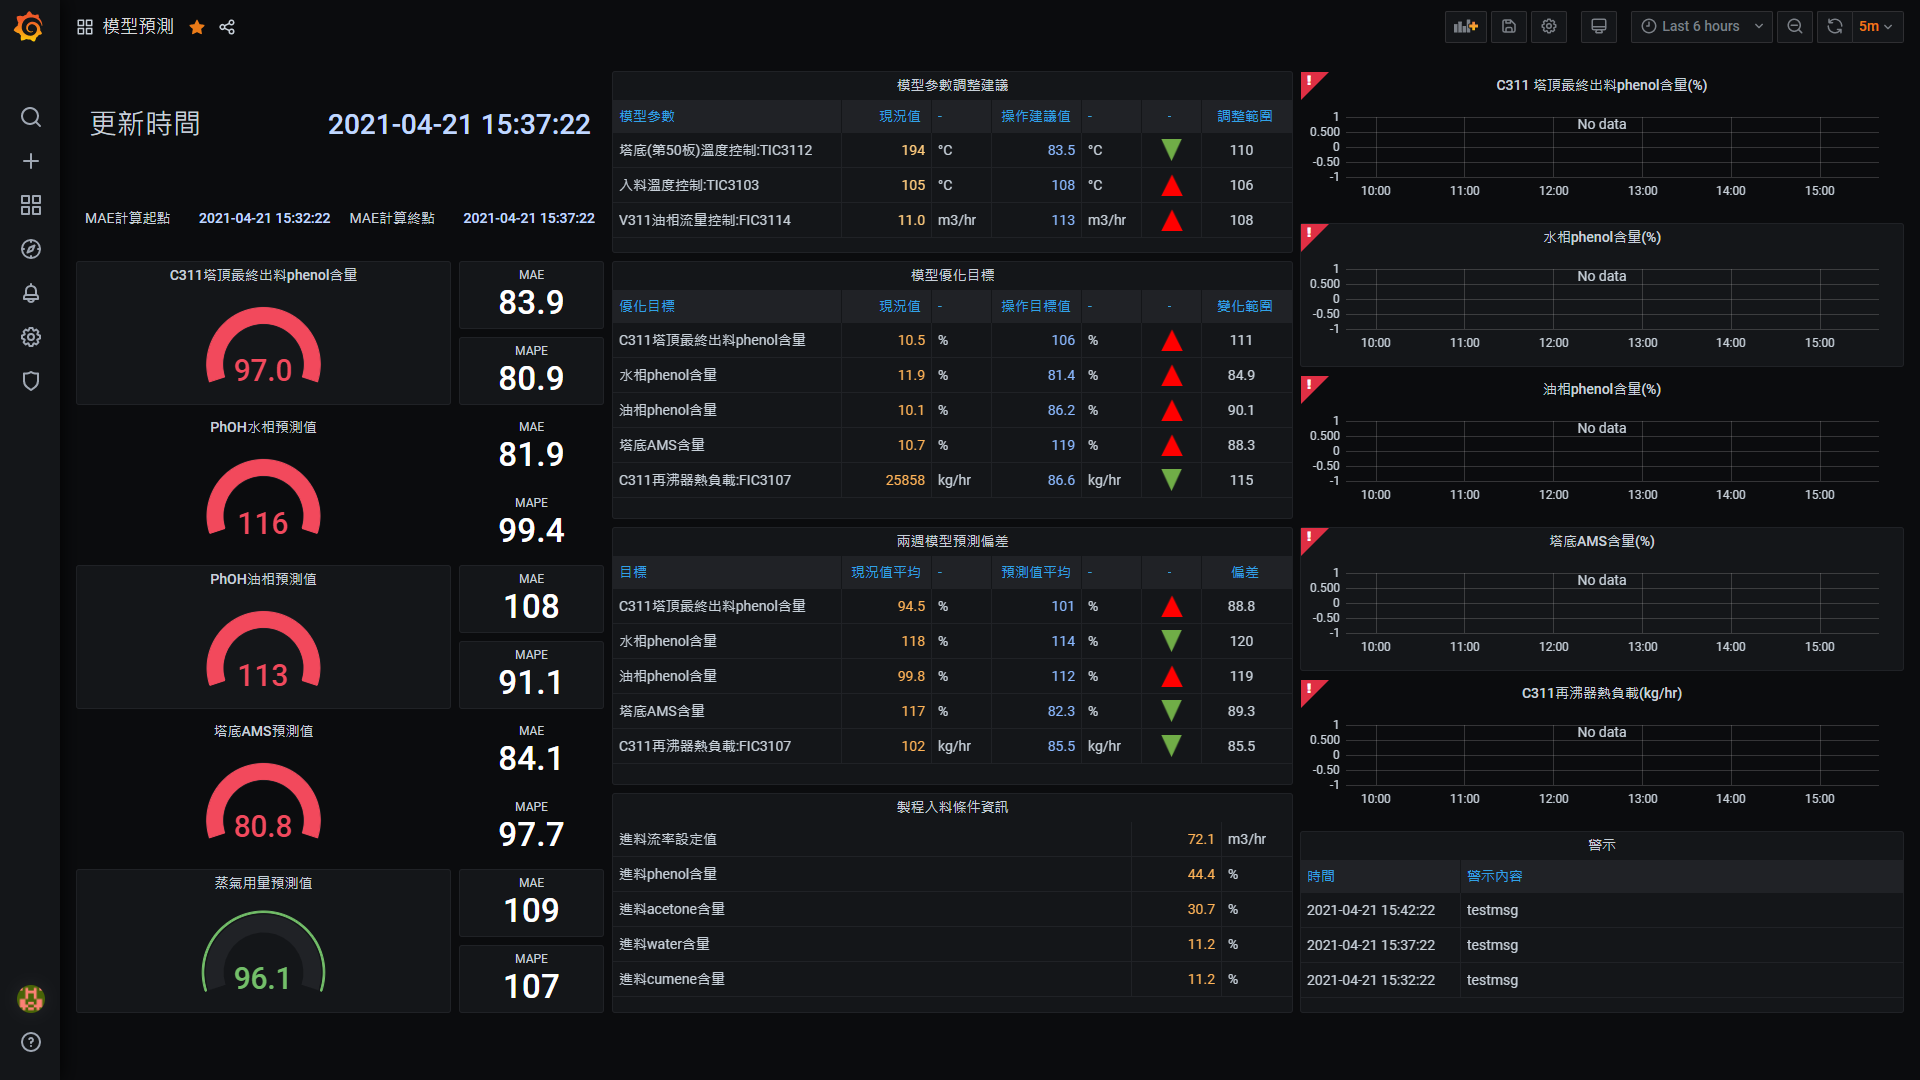 模型預測
Last 6 hours
5m
更新時間 2021-04-21 15:37:22
MAE計算起點 2021-04-21 15:32:22 MAE計算終點 2021-04-21 15:37:22
C311塔頂最終出料phenol含量
97.0
MAE
83.9
MAPE
80.9
PhOH水相預測值
116
MAE
81.9
MAPE
99.4
PhOH油相預測值
113
MAE
108
MAPE
91.1
塔底AMS預測值
80.8
MAE
84.1
MAPE
97.7
蒸氣用量預測值
96.1
MAE
109
MAPE
107
模型參數調整建議
模型參數 現況值 - 操作建議值 - - 調整範圍
塔底(第50板)溫度控制:TIC3112 194 °C 83.5 °C 110
入料溫度控制:TIC3103 105 °C 108 °C 106
V311油相流量控制:FIC3114 11.0 m3/hr 113 m3/hr 108
模型優化目標
優化目標 現況值 - 操作目標值 - - 變化範圍
C311塔頂最終出料phenol含量 10.5 % 106 % 111
水相phenol含量 11.9 % 81.4 % 84.9
油相phenol含量 10.1 % 86.2 % 90.1
塔底AMS含量 10.7 % 119 % 88.3
C311再沸器熱負載:FIC3107 25858 kg/hr 86.6 kg/hr 115
兩週模型預測偏差
目標 現況值平均 - 預測值平均 - - 偏差
C311塔頂最終出料phenol含量 94.5 % 101 % 88.8
水相phenol含量 118 % 114 % 120
油相phenol含量 99.8 % 112 % 119
塔底AMS含量 117 % 82.3 % 89.3
C311再沸器熱負載:FIC3107 102 kg/hr 85.5 kg/hr 85.5
製程入料條件資訊
進料流率設定值 72.1 m3/hr
進料phenol含量 44.4 %
進料acetone含量 30.7 %
進料water含量 11.2 %
進料cumene含量 11.2 %
C311 塔頂最終出料phenol含量(%)
No data
1
0.500
0
-0.50
-1
10:00 11:00 12:00 13:00 14:00 15:00
水相phenol含量(%)
No data
1
0.500
0
-0.50
-1
10:00 11:00 12:00 13:00 14:00 15:00
油相phenol含量(%)
No data
1
0.500
0
-0.50
-1
10:00 11:00 12:00 13:00 14:00 15:00
塔底AMS含量(%)
No data
1
0.500
0
-0.50
-1
10:00 11:00 12:00 13:00 14:00 15:00
C311再沸器熱負載(kg/hr)
No data
1
0.500
0
-0.50
-1
10:00 11:00 12:00 13:00 14:00 15:00
警示
時間 警示內容
2021-04-21 15:42:22 testmsg
2021-04-21 15:37:22 testmsg
2021-04-21 15:32:22 testmsg